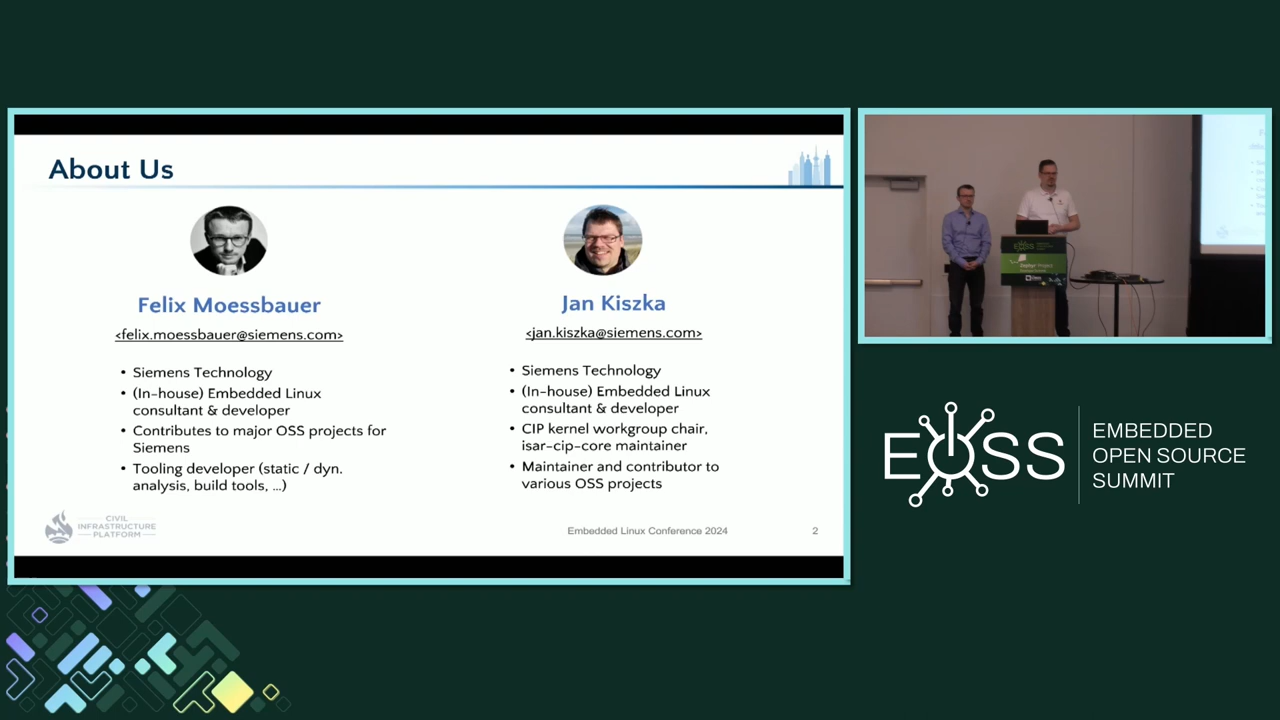 About Us
Felix Moessbauer
<felix.moessbauer@siemens.com>
• Siemens Technology
• (In-house) Embedded Linux
consultant & developer
• Contributes to major OSS projects for
Siemens
• Tooling developer (static / dyn.
analysis, build tools, ...)
Jan Kiszka
<jan.kiszka@siemens.com>
• Siemens Technology
• (In-house) Embedded Linux
consultant & developer
• CIP kernel workgroup chair,
isar-cip-core maintainer
• Maintainer and contributor to
various OSS projects
CIVIL
INFRASTRUCTURE
PLATFORM
Embedded Linux Conference 2024
2
EOSS
Zephyr Project
EOSS
EMBEDDED
OPEN SOURCE
SUMMIT